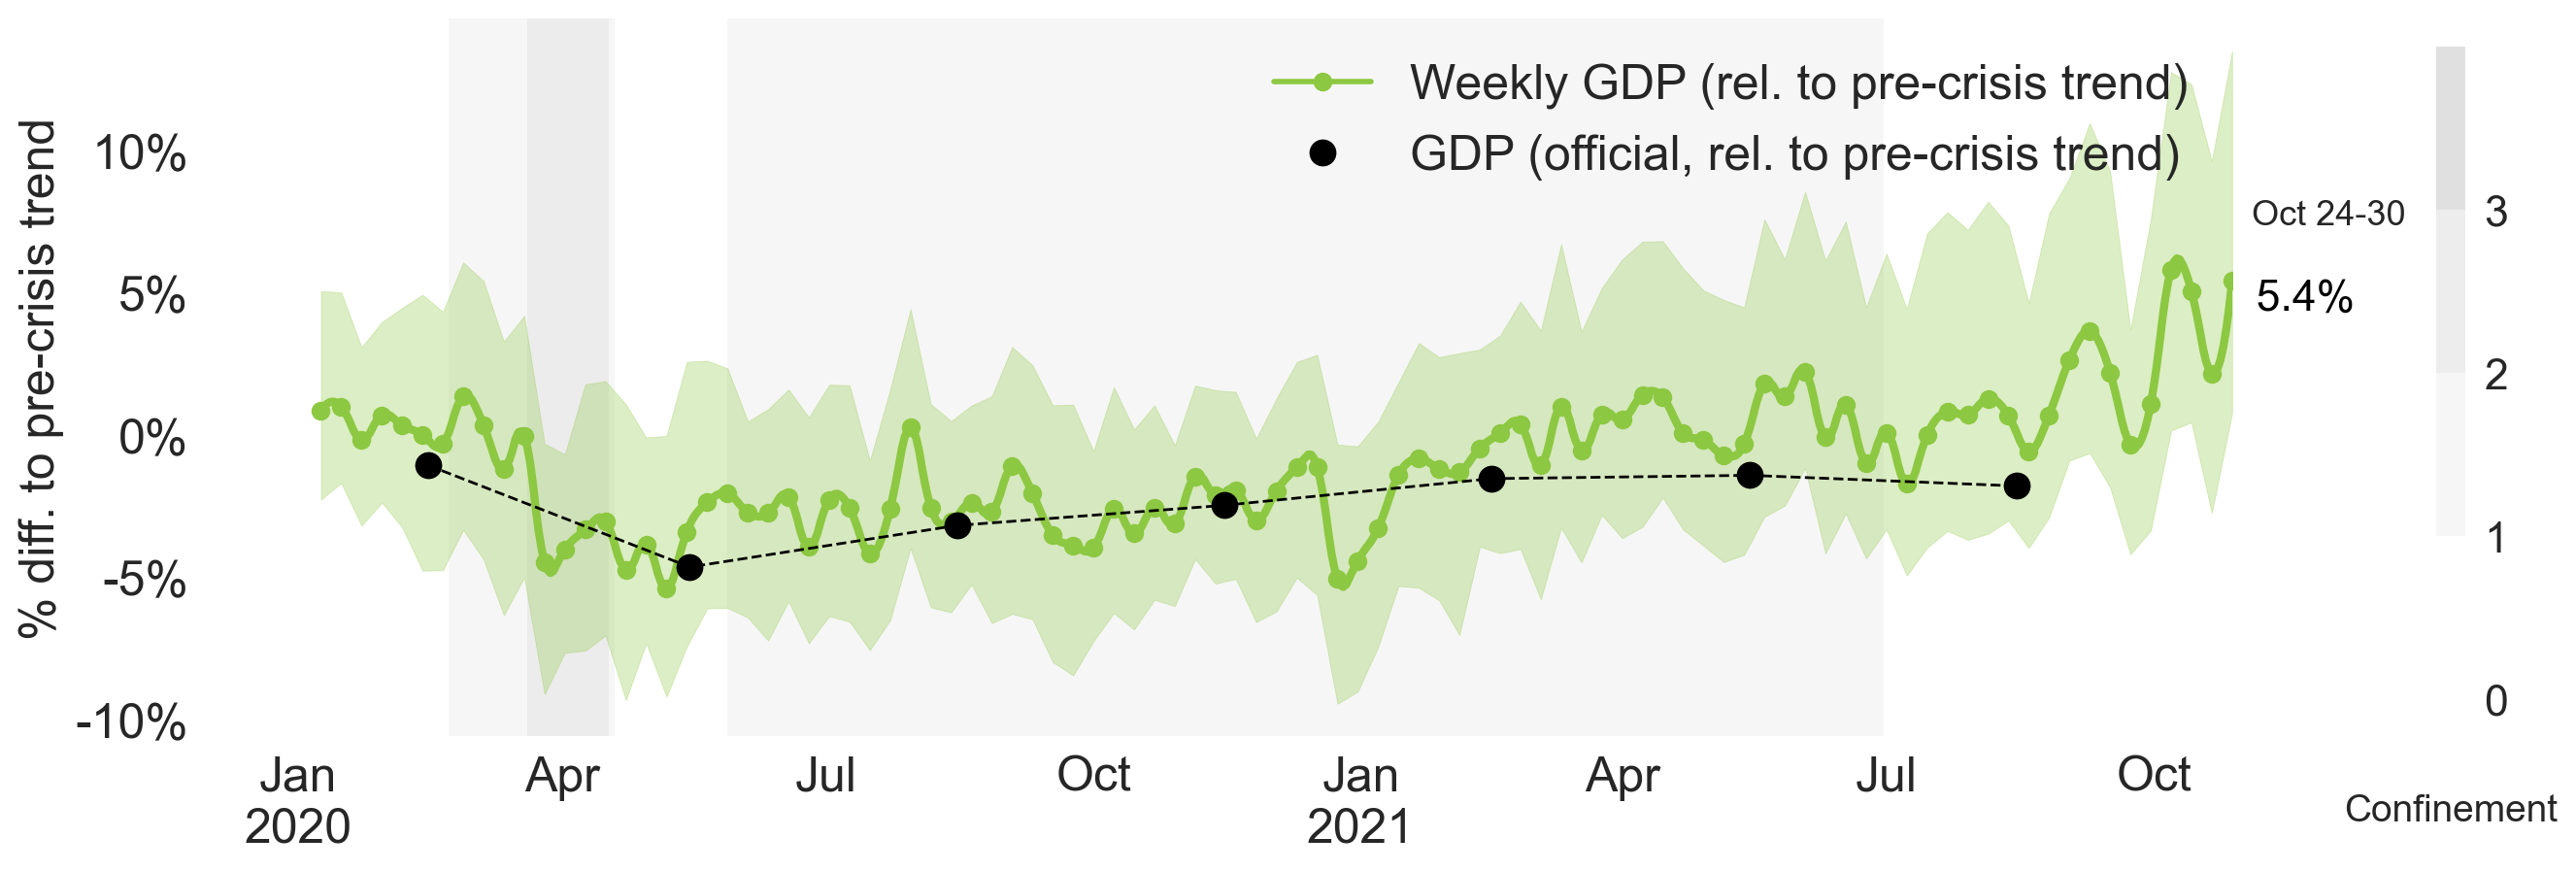 Weekly GDP (rel. to pre-crisis trend)
GDP (official, rel. to pre-crisis trend)
% diff. to pre-crisis trend
10%
5%
0%
-5%
-10%
Jan
2020
Apr
Jul
Oct
Jan
2021
Apr
Jul
Oct
Oct 24-30
5.4%
3
2
1
0
Confinement